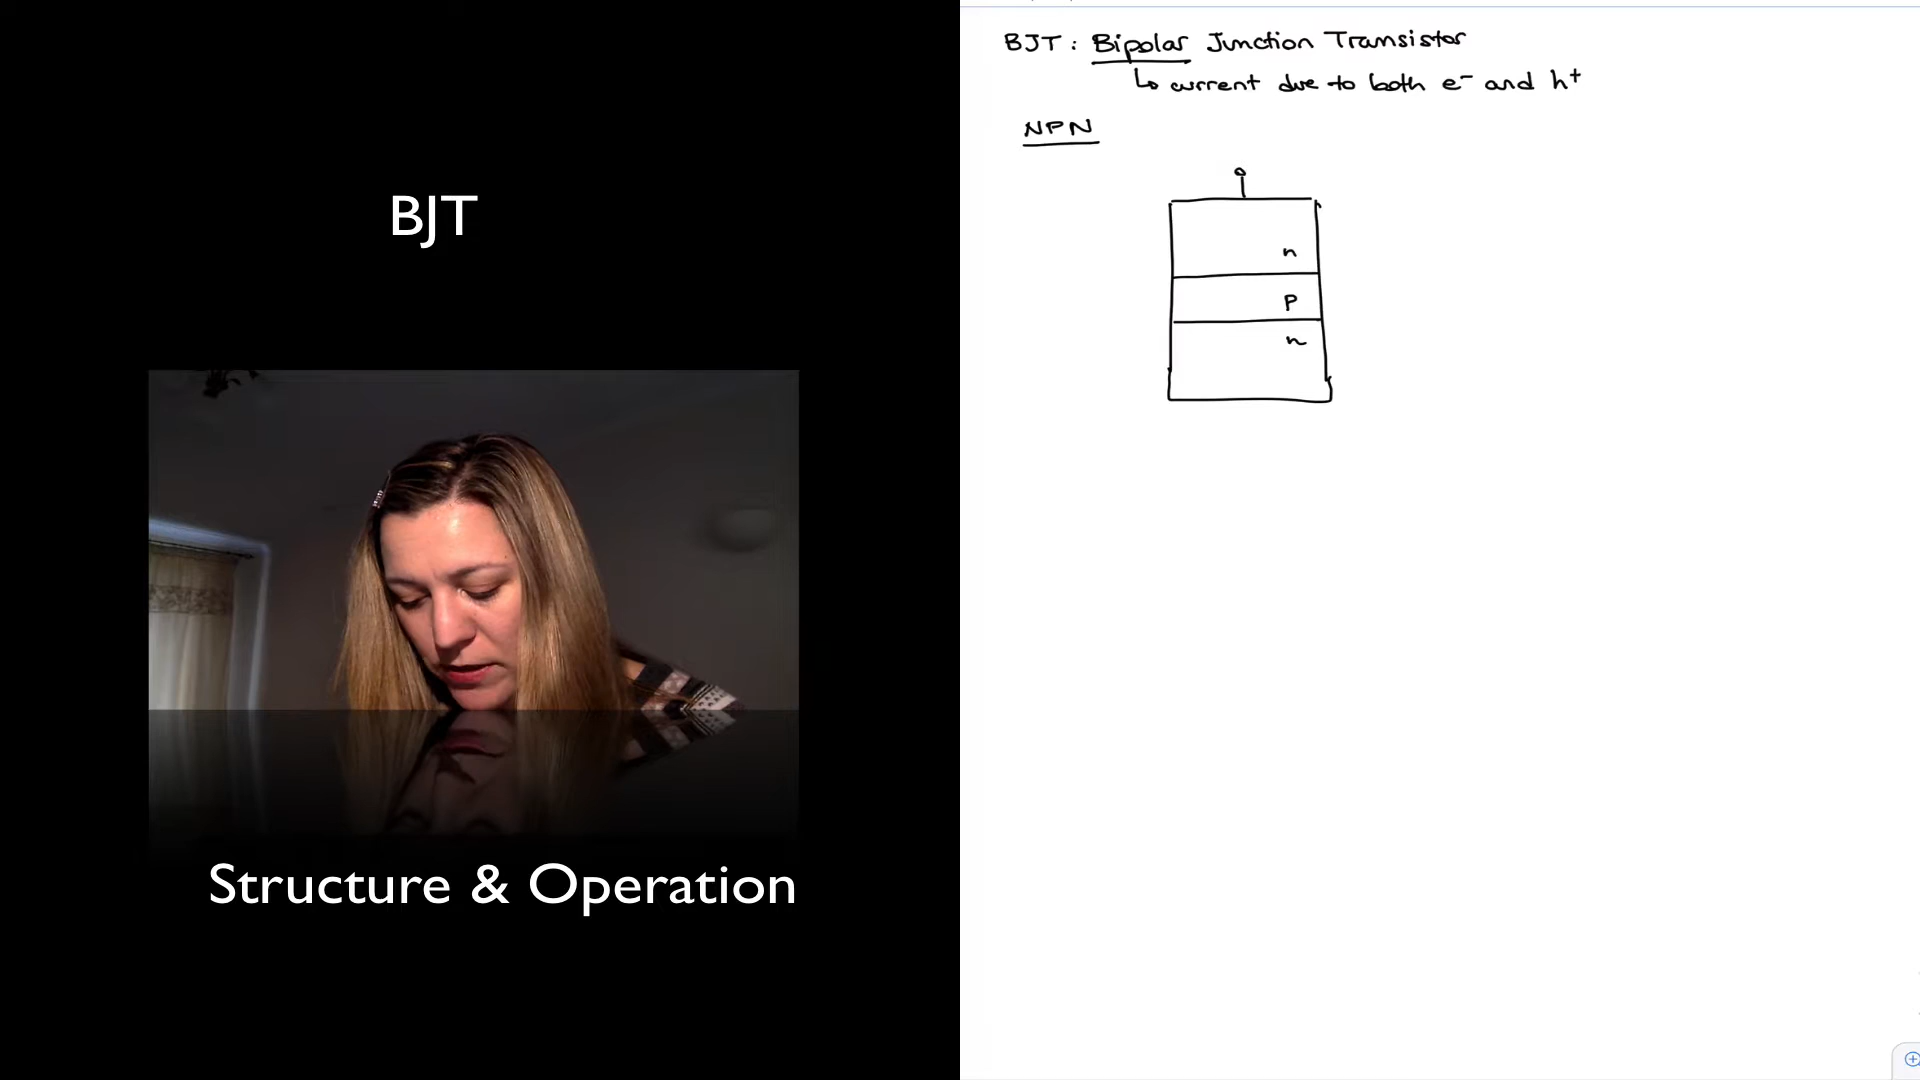 BJT
Structure & Operation
BJT: Bipolar Junction Transistor
↳ current due to both e⁻ and h⁺
NPN
n
p
n